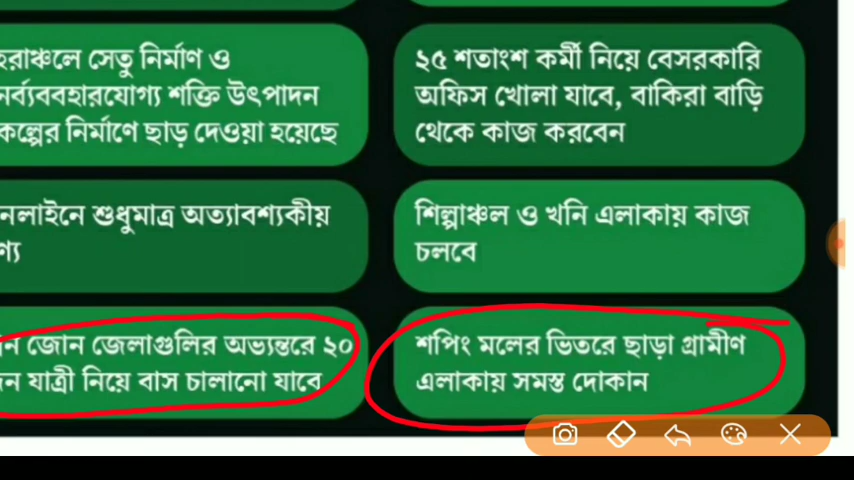 সেতু নির্মাণ ও
শক্তি উৎপাদন
নির্মাণে ছাড় দেওয়া হয়েছে
২৫ শতাংশ কর্মী নিয়ে বেসরকারি
অফিস খোলা যাবে, বাকিরা বাড়ি
থেকে কাজ করবেন
শুধুমাত্র অত্যাবশ্যকীয়
শিল্পাঞ্চল ও খনি এলাকায় কাজ
চলবে
জোন জেলাগুলির অভ্যন্তরে ২০
যাত্রী নিয়ে বাস চালানো যাবে
শপিং মলের ভিতরে ছাড়া গ্রামীণ
এলাকায় সমস্ত দোকান